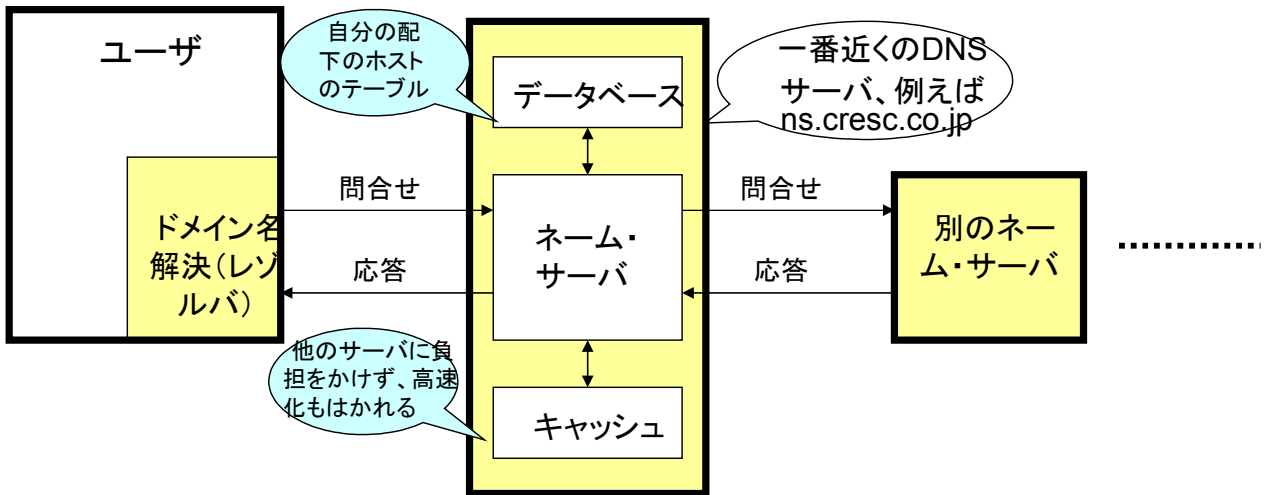 ユーザ
ドメイン名
解決(レゾ
ルバ)
自分の配
下のホスト
のテーブル
問合せ
応答
他のサーバに負
担をかけず、高速
化もはかれる
データベース
ネーム・
サーバ
キャッシュ
一番近くのDNS
サーバ、例えば
ns.cresc.co.jp
問合せ
応答
別のネー
ム・サーバ